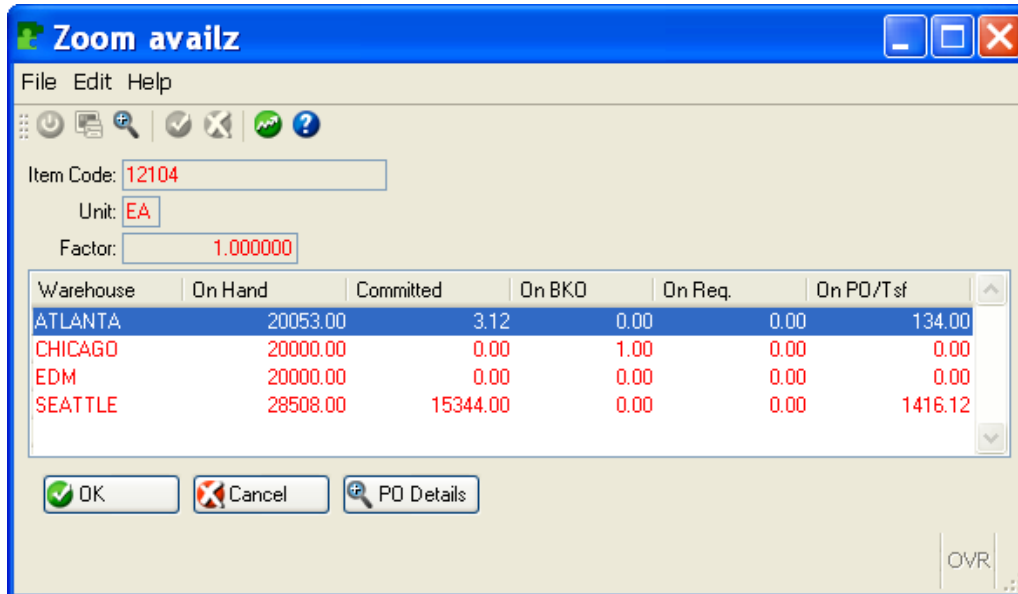 Zoom availz
File Edit Help
Item Code: 12104
Unit: EA
Factor: 1.000000
Warehouse On Hand Committed On BKO On Req. On PO/Tsf
ATLANTA 20053.00 3.12 0.00 0.00 134.00
CHICAGO 20000.00 0.00 1.00 0.00 0.00
EDM 20000.00 0.00 0.00 0.00 0.00
SEATTLE 28508.00 15344.00 0.00 0.00 1416.12
OK Cancel PO Details
OVR